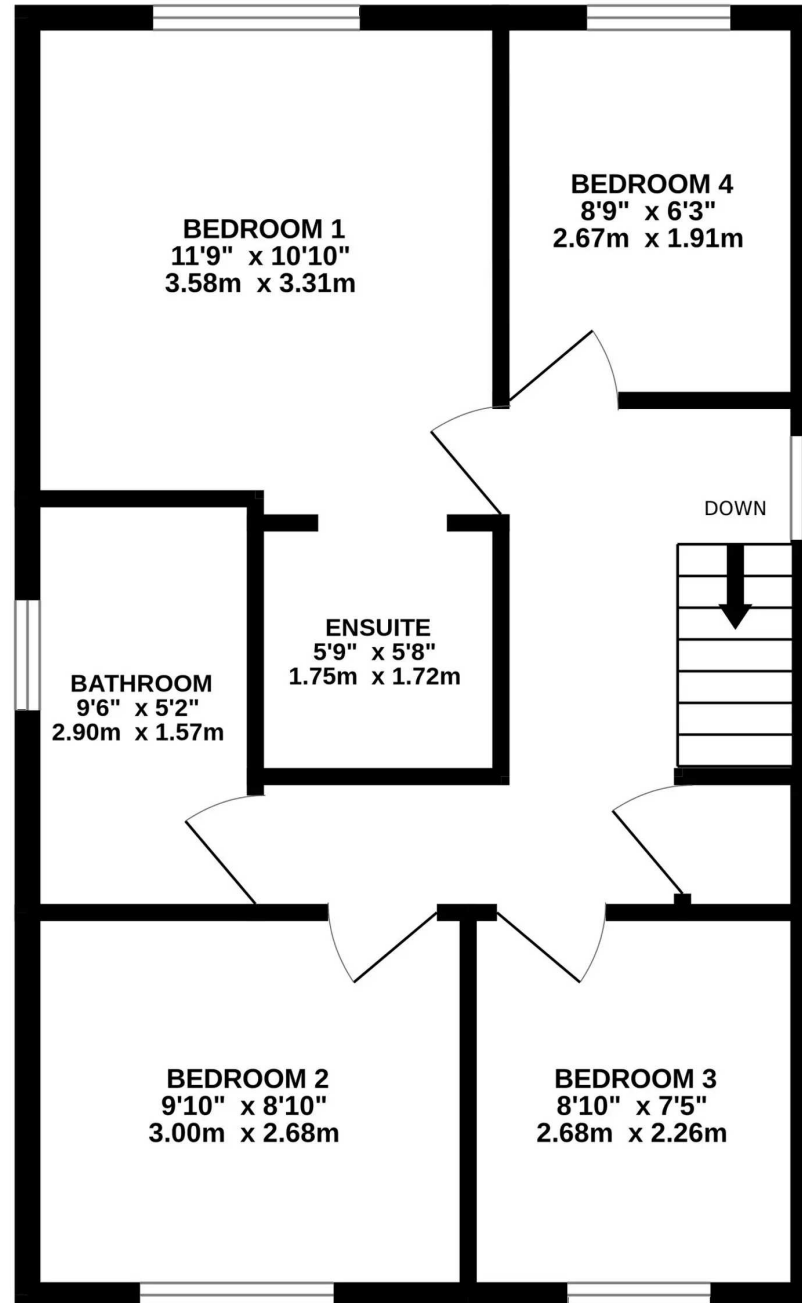 BEDROOM 1
11'9" x 10'10"
3.58m x 3.31m
BEDROOM 4
8'9" x 6'3"
2.67m x 1.91m
DOWN
ENSUITE
5'9" x 5'8"
1.75m x 1.72m
BATHROOM
9'6" x 5'2"
2.90m x 1.57m
BEDROOM 2
9'10" x 8'10"
3.00m x 2.68m
BEDROOM 3
8'10" x 7'5"
2.68m x 2.26m